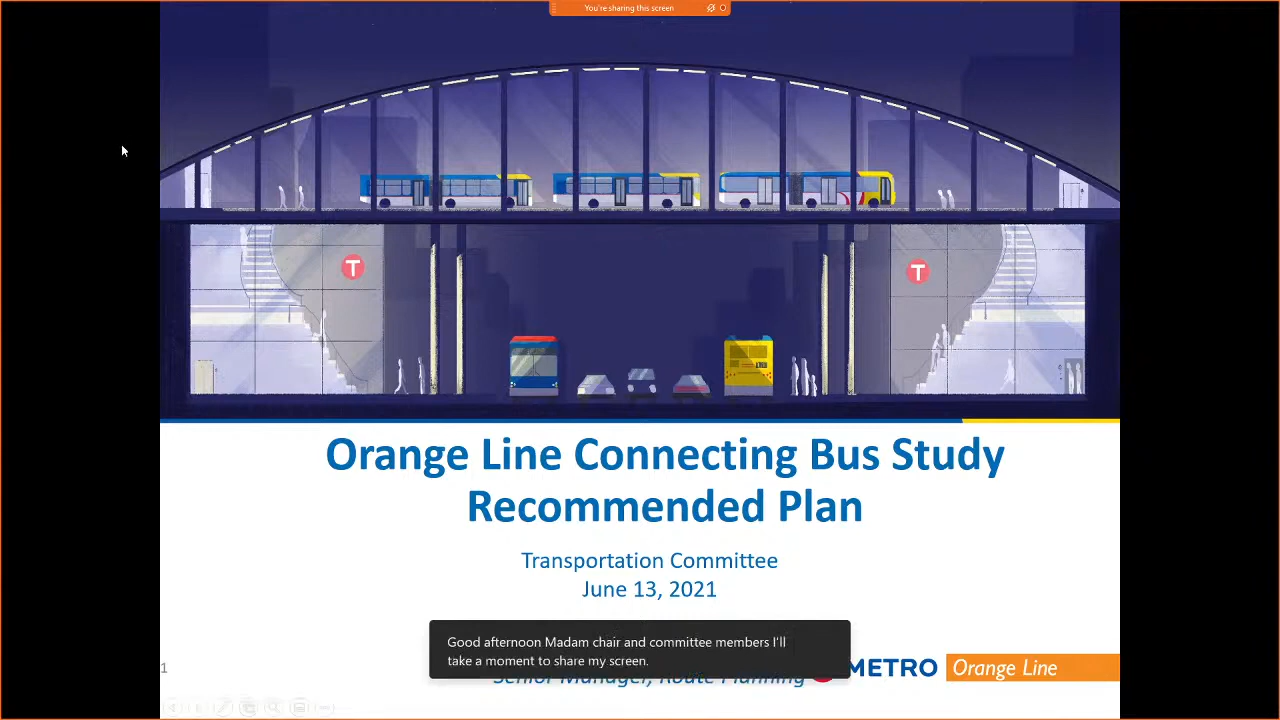 You're sharing this screen
T
T
Orange Line Connecting Bus Study
Recommended Plan
Transportation Committee
June 13, 2021
Good afternoon Madam chair and committee members I'll
take a moment to share my screen.
Senior Manager, Route Planning
1
METRO Orange Line